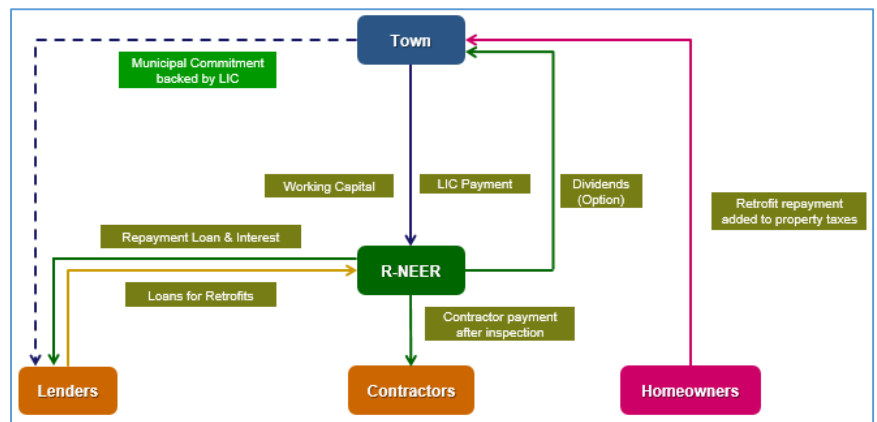 Town
Municipal Commitment
backed by LIC
Working Capital
LIC Payment
Dividends
(Option)
Retrofit repayment
added to property taxes
Repayment Loan & Interest
R-NEER
Loans for Retrofits
Contractor payment
after inspection
Lenders
Contractors
Homeowners